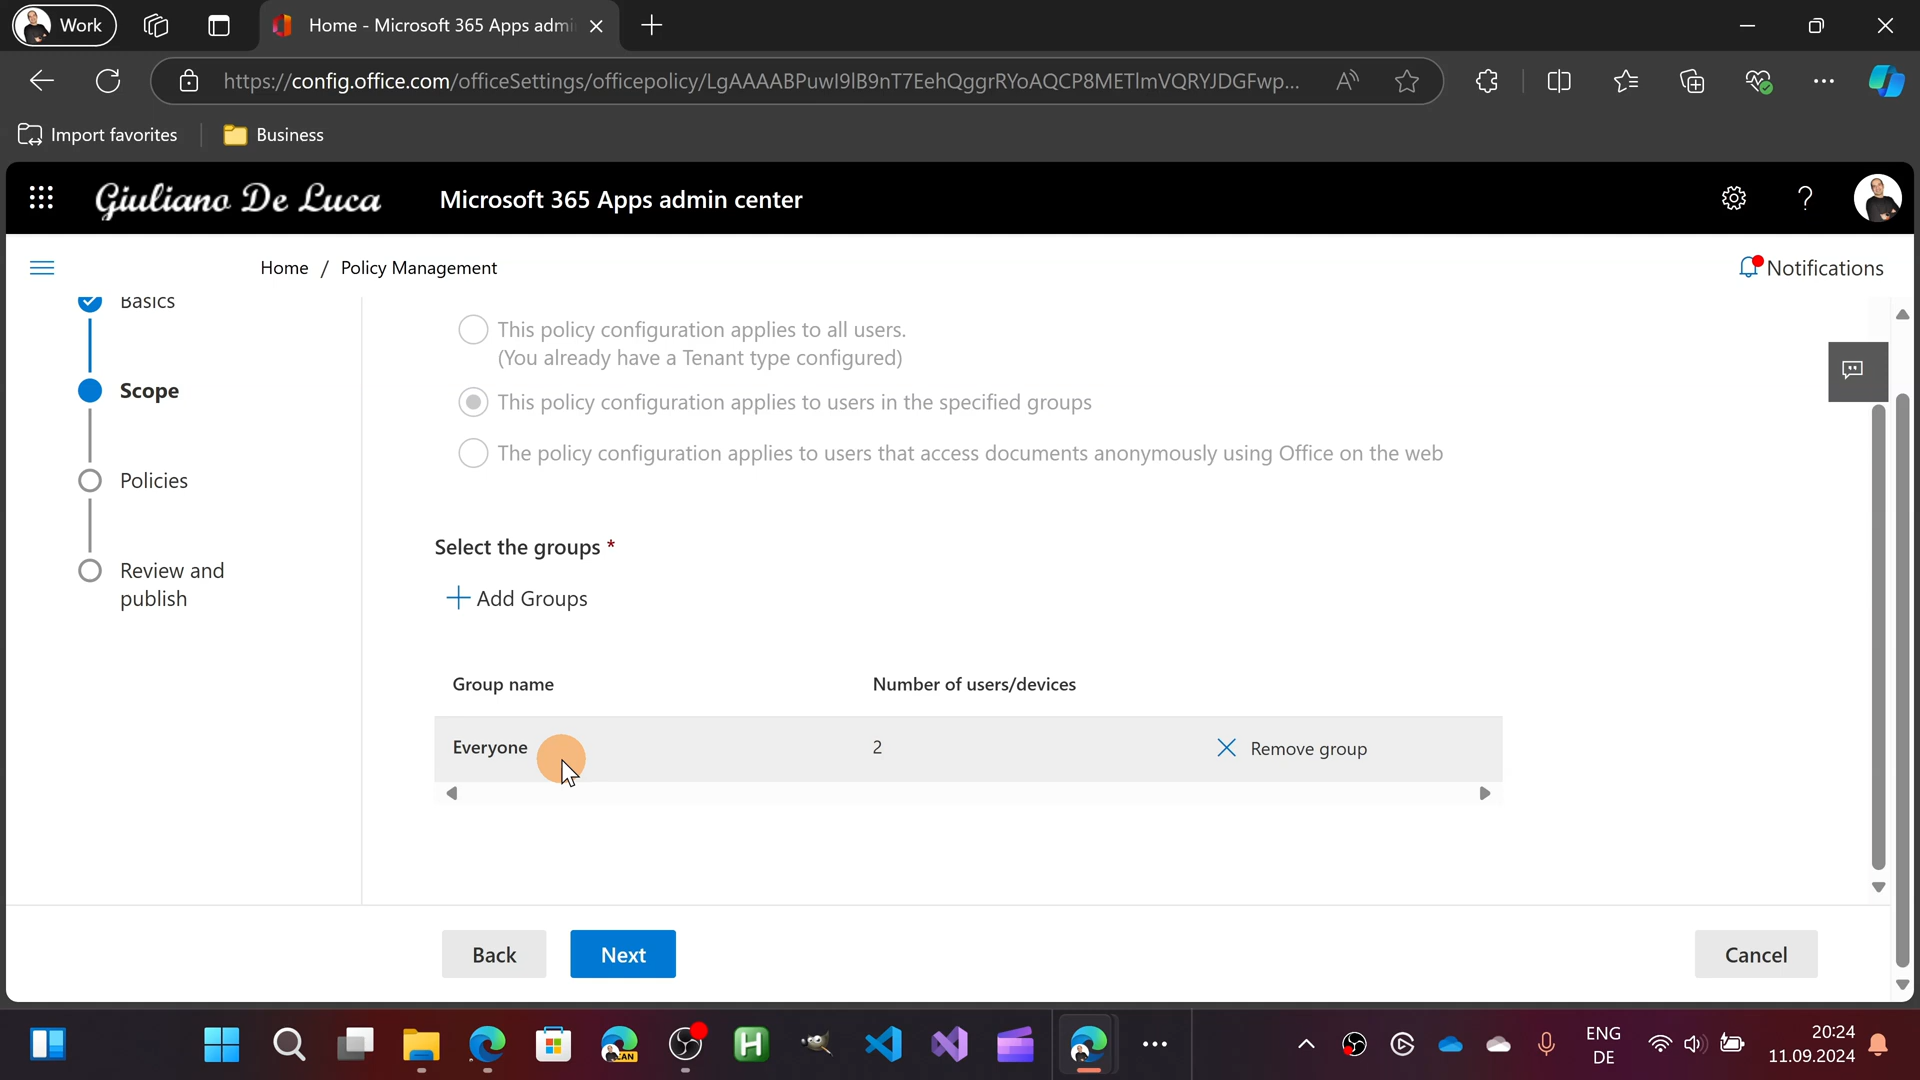 Work
Home - Microsoft 365 Apps admi
https://config.office.com/officeSettings/officepolicy/LgAAAABPuwI9lB9nT7EehQggrRYoAQCP8METlmVQRYJDGFwp...
Import favorites
Business
Giuliano De Luca
Microsoft 365 Apps admin center
Home / Policy Management
Notifications
Basics
Scope
Policies
Review and
publish
This policy configuration applies to all users.
(You already have a Tenant type configured)
This policy configuration applies to users in the specified groups
The policy configuration applies to users that access documents anonymously using Office on the web
Select the groups *
Add Groups
Group name Number of users/devices
Everyone 2 Remove group
Back Next Cancel
CAN
ENG
DE
20:24
11.09.2024